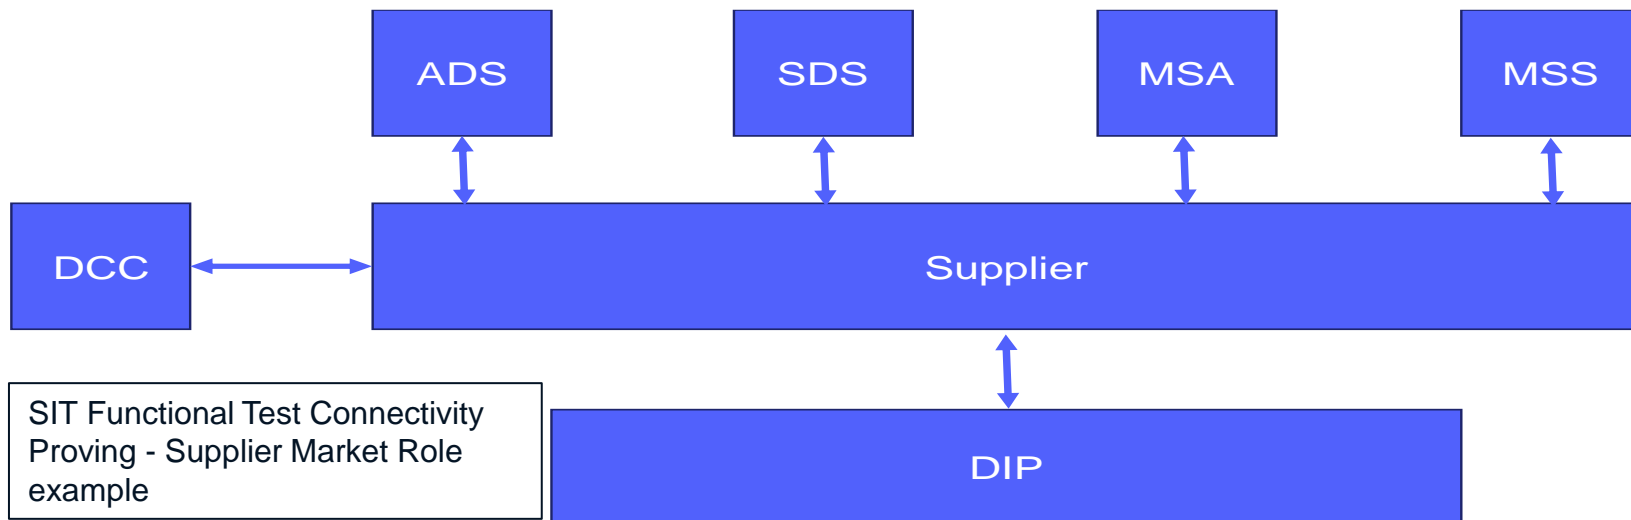 ADS
SDS
MSA
MSS
DCC
Supplier
SIT Functional Test Connectivity
Proving - Supplier Market Role
example
DIP